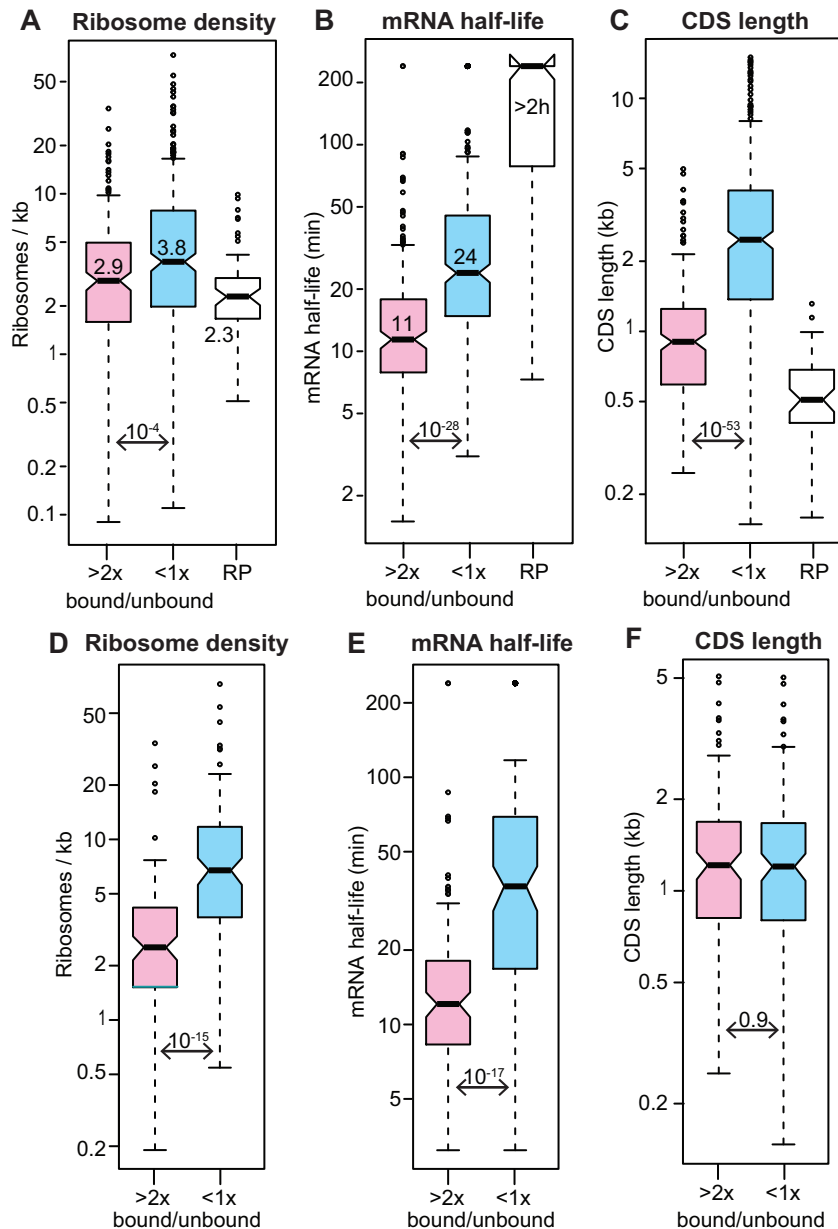 A Ribosome density
Ribosomes / kb
50
20
10
5
2
1
0.5
0.2
0.1
2.9
3.8
2.3
10-4
>2x <1x RP
bound/unbound
B mRNA half-life
mRNA half-life (min)
200
100
50
20
10
5
2
11
24
>2h
10-28
>2x <1x RP
bound/unbound
C CDS length
CDS length (kb)
10
5
2
1
0.5
0.2
10-53
>2x <1x RP
bound/unbound
D Ribosome density
Ribosomes / kb
50
20
10
5
2
1
0.5
0.2
10-15
>2x <1x
bound/unbound
E mRNA half-life
mRNA half-life (min)
200
100
50
20
10
5
10-17
>2x <1x
bound/unbound
F CDS length
CDS length (kb)
5
2
1
0.5
0.2
0.9
>2x <1x
bound/unbound